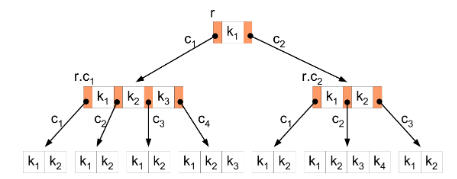 r
k₁
c₁ c₂
r.c₁ r.c₂
k₁ k₂ k₃ k₁ k₂
c₁ c₂ c₃ c₄ c₁ c₂ c₃
k₁ k₂ k₁ k₂ k₁ k₂ k₁ k₂ k₃ k₁ k₂ k₁ k₂ k₃ k₄ k₁ k₂